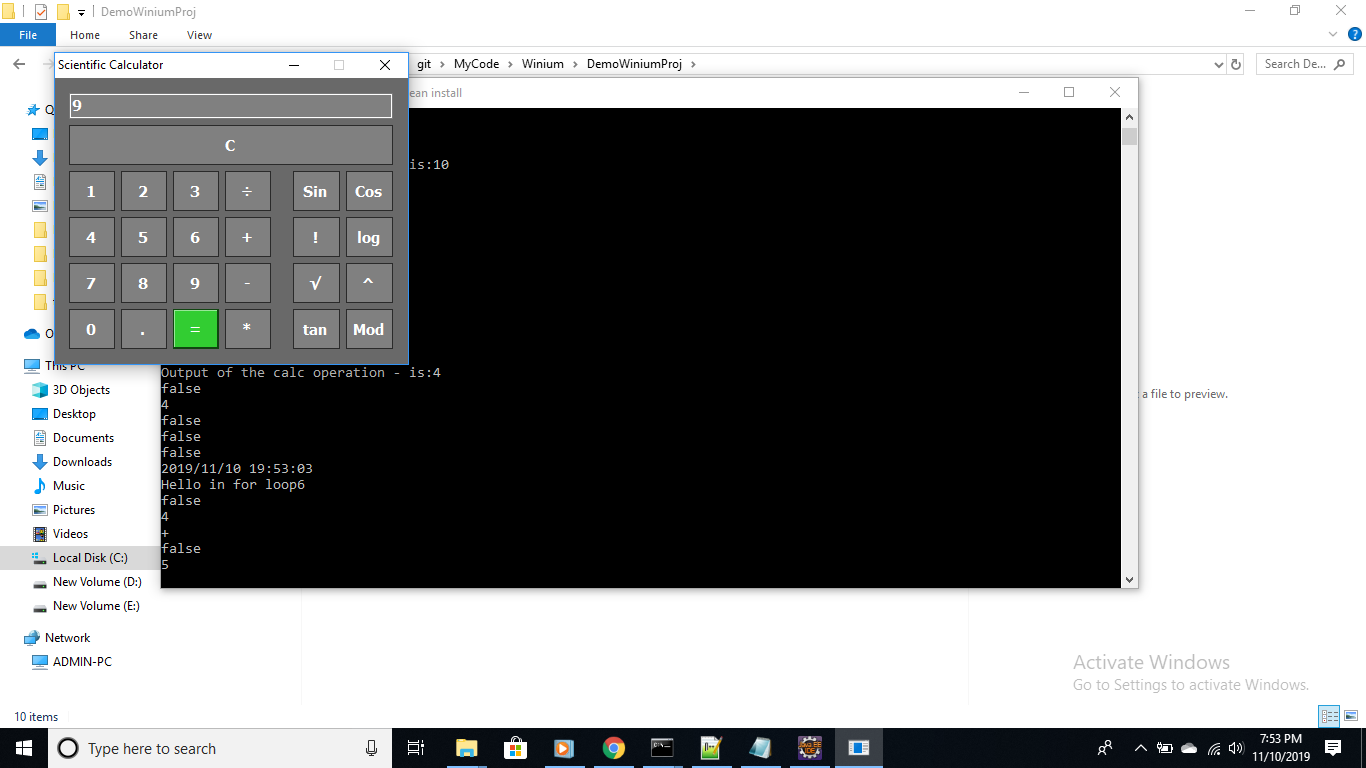 DemoWiniumProj
File Home Share View
git MyCode Winium DemoWiniumProj Search De...
Scientific Calculator
ean install
9
C
1 2 3 ÷ Sin Cos
4 5 6 + ! log
7 8 9 - √ ^
0 . = * tan Mod
is:10
This PC
3D Objects
Desktop
Documents
Downloads
Music
Pictures
Videos
Local Disk (C:)
New Volume (D:)
New Volume (E:)
Network
ADMIN-PC
Output of the calc operation - is:4
false
4
false
false
false
2019/11/10 19:53:03
Hello in for loop6
false
4
+
false
5
a file to preview.
Activate Windows
Go to Settings to activate Windows.
10 items
Type here to search
7:53 PM
11/10/2019